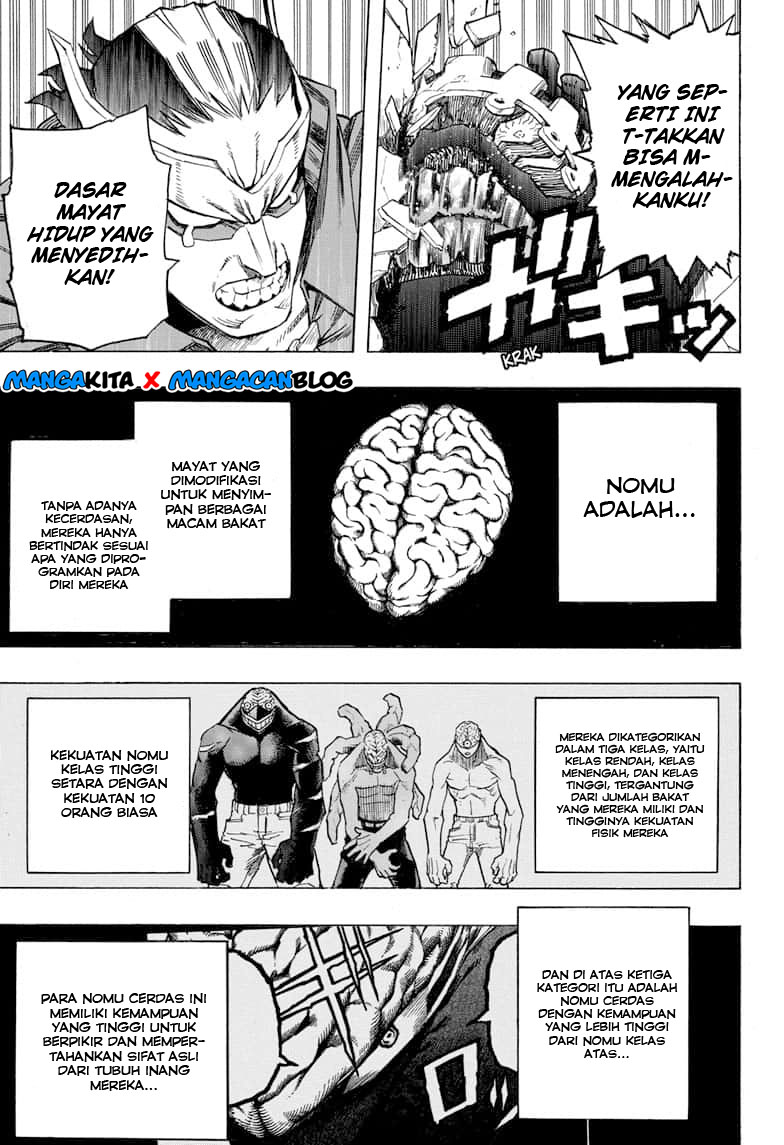 YANG SEP-
ERTI INI
T-TAKKAN
BISA M-
MENGALAH-
KANKU!
ガキッ
KRAK
DASAR
MAYAT
HIDUP YANG
MENYEDIH-
KAN!
MANGAKITA X MANGACANBLOG
NOMU
ADALAH...
MAYAT YANG
DIMODIFIKASI
UNTUK MENYIM-
PAN BERBAGAI
MACAM BAKAT
TANPA ADANYA
KECERDASAN,
MEREKA HANYA
BERTINDAK SESUAI
APA YANG DIPRO-
GRAMKAN PADA
DIRI MEREKA
MEREKA DIKATEGORIKAN
DALAM TIGA KELAS, YAITU
KELAS RENDAH, KELAS
MENENGAH, DAN KELAS
TINGGI, TERGANTUNG
DARI JUMLAH BAKAT
YANG MEREKA MILIKI DAN
TINGGINYA KEKUATAN
FISIK MEREKA
KEKUATAN NOMU
KELAS TINGGI
SETARA DENGAN
KEKUATAN 10
ORANG BIASA
DAN DI ATAS KETIGA
KATEGORI ITU ADALAH
NOMU CERDAS
DENGAN KEMAMPUAN
YANG LEBIH TINGGI
DARI NOMU KELAS
ATAS...
PARA NOMU CERDAS INI
MEMILIKI KEMAMPUAN
YANG TINGGI UNTUK
BERPIKIR DAN MEMPER-
TAHANKAN SIFAT ASLI
DARI TUBUH INANG
MEREKA...